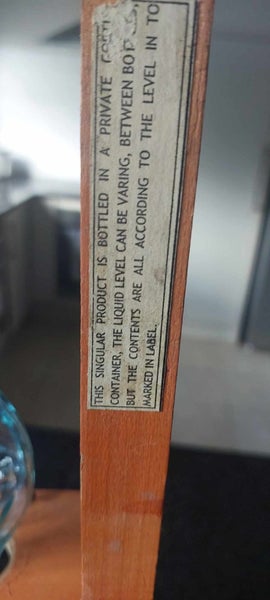 THIS SINGULAR PRODUCT IS BOTTLED IN A PRIVATE
CONTAINER, THE LIQUID LEVEL CAN BE VARING, BETWEEN
BUT THE CONTENTS ARE ALL ACCORDING TO THE LEVEL IN TO
MARKED IN LABEL.